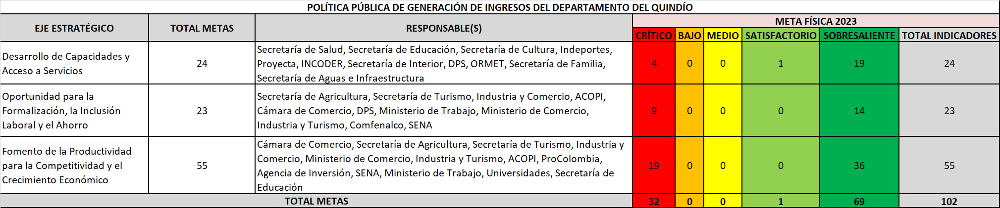 POLÍTICA PÚBLICA DE GENERACIÓN DE INGRESOS DEL DEPARTAMENTO DEL QUINDÍO
EJE ESTRATÉGICO TOTAL METAS RESPONSABLE(S) META FÍSICA 2023
CRÍTICO BAJO MEDIO SATISFACTORIO SOBRESALIENTE TOTAL INDICADORES
Desarrollo de Capacidades y
Acceso a Servicios
24
Secretaría de Salud, Secretaría de Educación, Secretaría de Cultura, Indeportes,
Proyecta, INCODER, Secretaría de Interior, DPS, ORMET, Secretaría de Familia,
Secretaría de Aguas e Infraestructura
4 0 0 1 19 24
Oportunidad para la
Formalización, la Inclusión
Laboral y el Ahorro
23
Secretaría de Agricultura, Secretaría de Turismo, Industria y Comercio, ACOPI,
Cámara de Comercio, DPS, Ministerio de Trabajo, Ministerio de Comercio,
Industria y Turismo, Comfenalco, SENA
9 0 0 0 14 23
Fomento de la Productividad
para la Competitividad y el
Crecimiento Económico
55
Cámara de Comercio, Secretaría de Agricultura, Secretaría de Turismo, Industria y
Comercio, Ministerio de Comercio, Industria y Turismo, ACOPI, ProColombia,
Agencia de Inversión, SENA, Ministerio de Trabajo, Universidades, Secretaría de
Educación
19 0 0 0 36 55
TOTAL METAS 32 0 0 1 69 102